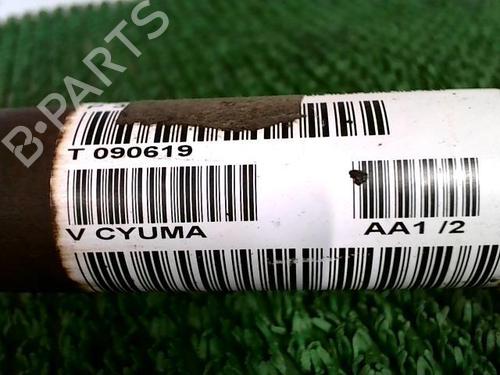 B-PARTS
T 090619
V CYUMA
AA1 /2